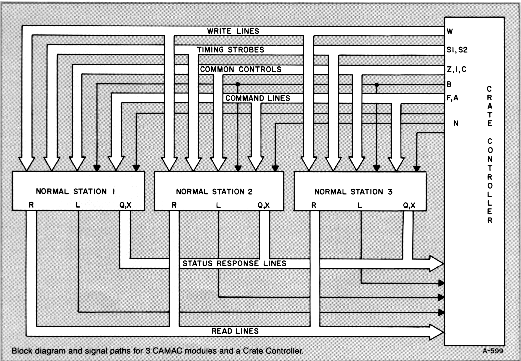 WRITE LINES
W
TIMING STROBES
S1, S2
COMMON CONTROLS
Z, I, C
B
COMMAND LINES
F, A
N
CRATE CONTROLLER
NORMAL STATION 1
R L Q,X
NORMAL STATION 2
R L Q,X
NORMAL STATION 3
R L Q,X
STATUS RESPONSE LINES
READ LINES
Block diagram and signal paths for 3 CAMAC modules and a Crate Controller.
A-599